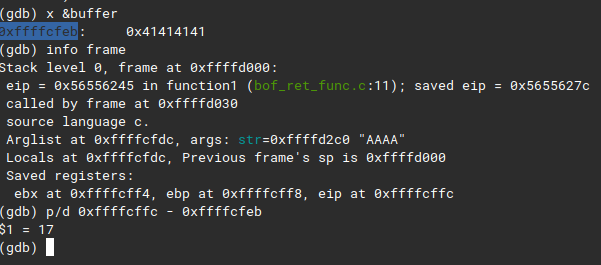 (gdb) x &buffer
0xffffcfeb:     0x41414141
(gdb) info frame
Stack level 0, frame at 0xffffd000:
 eip = 0x56556245 in function1 (bof_ret_func.c:11); saved eip = 0x5655627c
 called by frame at 0xffffd030
 source language c.
 Arglist at 0xffffcfdc, args: str=0xffffd2c0 "AAAA"
 Locals at 0xffffcfdc, Previous frame's sp is 0xffffd000
 Saved registers:
  ebx at 0xffffcff4, ebp at 0xffffcff8, eip at 0xffffcffc
(gdb) p/d 0xffffcffc - 0xffffcfeb
$1 = 17
(gdb)